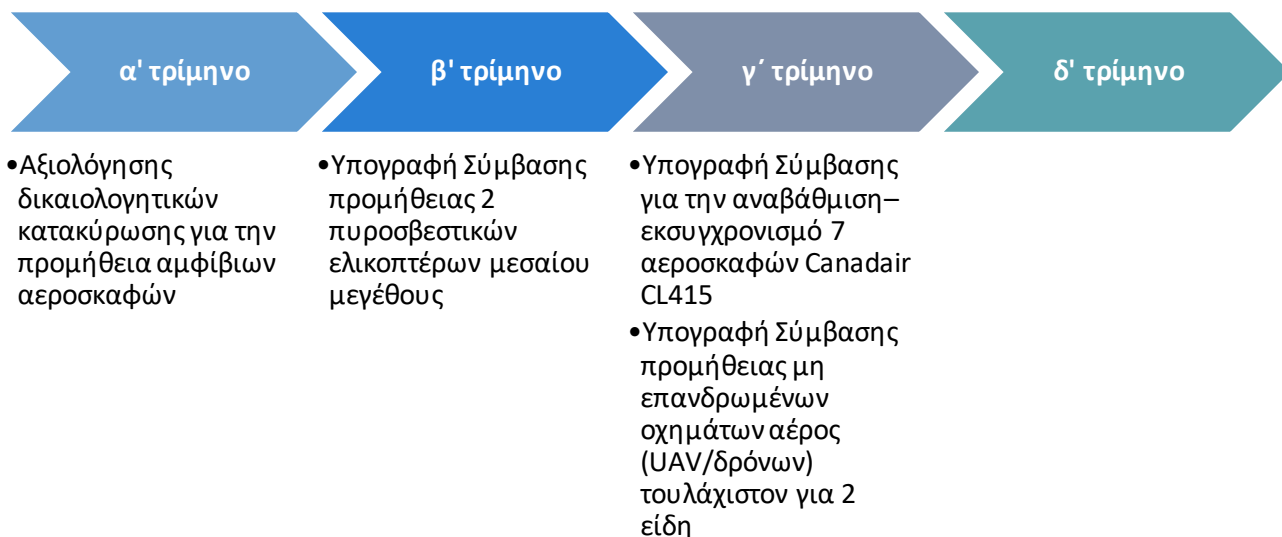 α' τρίμηνο
β' τρίμηνο
γ΄ τρίμηνο
δ' τρίμηνο
•Αξιολόγησης
δικαιολογητικών
κατακύρωσης για την
προμήθεια αμφίβιων
αεροσκαφών
•Υπογραφή Σύμβασης
προμήθειας 2
πυροσβεστικών
ελικοπτέρων μεσαίου
μεγέθους
•Υπογραφή Σύμβασης
για την αναβάθμιση–
εκσυγχρονισμό 7
αεροσκαφών Canadair
CL415
•Υπογραφή Σύμβασης
προμήθειας μη
επανδρωμένων
οχημάτων αέρος
(UAV/δρόνων)
τουλάχιστον για 2
είδη